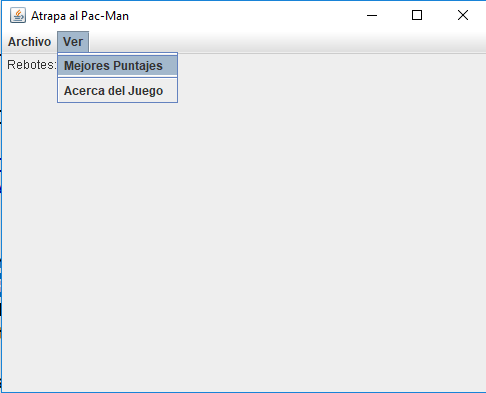 Atrapa al Pac-Man
Archivo Ver
Rebotes: Mejores Puntajes
Acerca del Juego